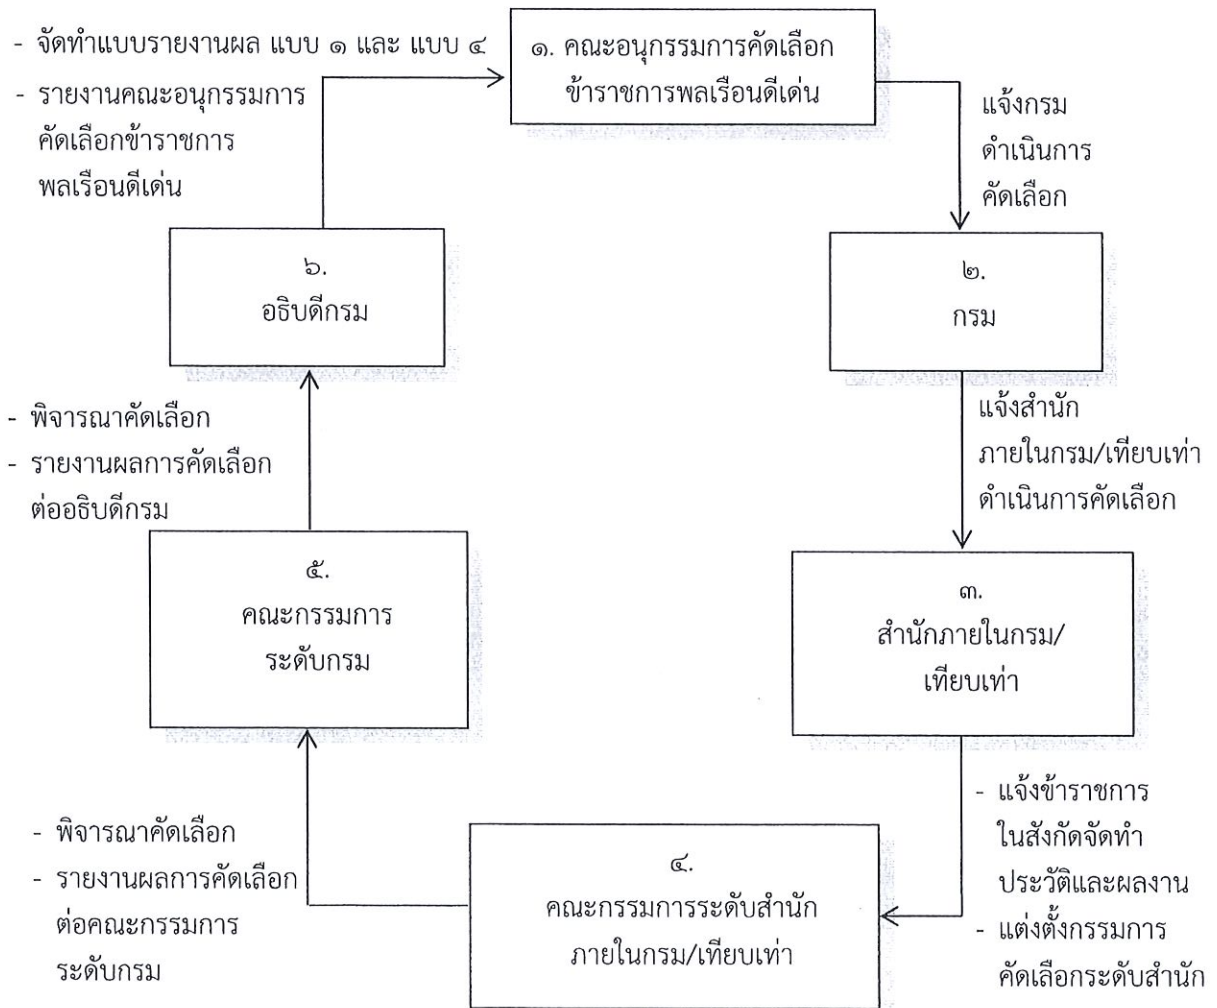 - จัดทำแบบรายงานผล แบบ ๑ และ แบบ ๔
- รายงานคณะอนุกรรมการ
คัดเลือกข้าราชการ
พลเรือนดีเด่น
๑. คณะอนุกรรมการคัดเลือก
ข้าราชการพลเรือนดีเด่น
แจ้งกรม
ดำเนินการ
คัดเลือก
๒.
กรม
แจ้งสำนัก
ภายในกรม/เทียบเท่า
ดำเนินการคัดเลือก
๓.
สำนักภายในกรม/
เทียบเท่า
- แจ้งข้าราชการ
ในสังกัดจัดทำ
ประวัติและผลงาน
- แต่งตั้งกรรมการ
คัดเลือกระดับสำนัก
๔.
คณะกรรมการระดับสำนัก
ภายในกรม/เทียบเท่า
- พิจารณาคัดเลือก
- รายงานผลการคัดเลือก
ต่อคณะกรรมการ
ระดับกรม
๕.
คณะกรรมการ
ระดับกรม
- พิจารณาคัดเลือก
- รายงานผลการคัดเลือก
ต่ออธิบดีกรม
๖.
อธิบดีกรม